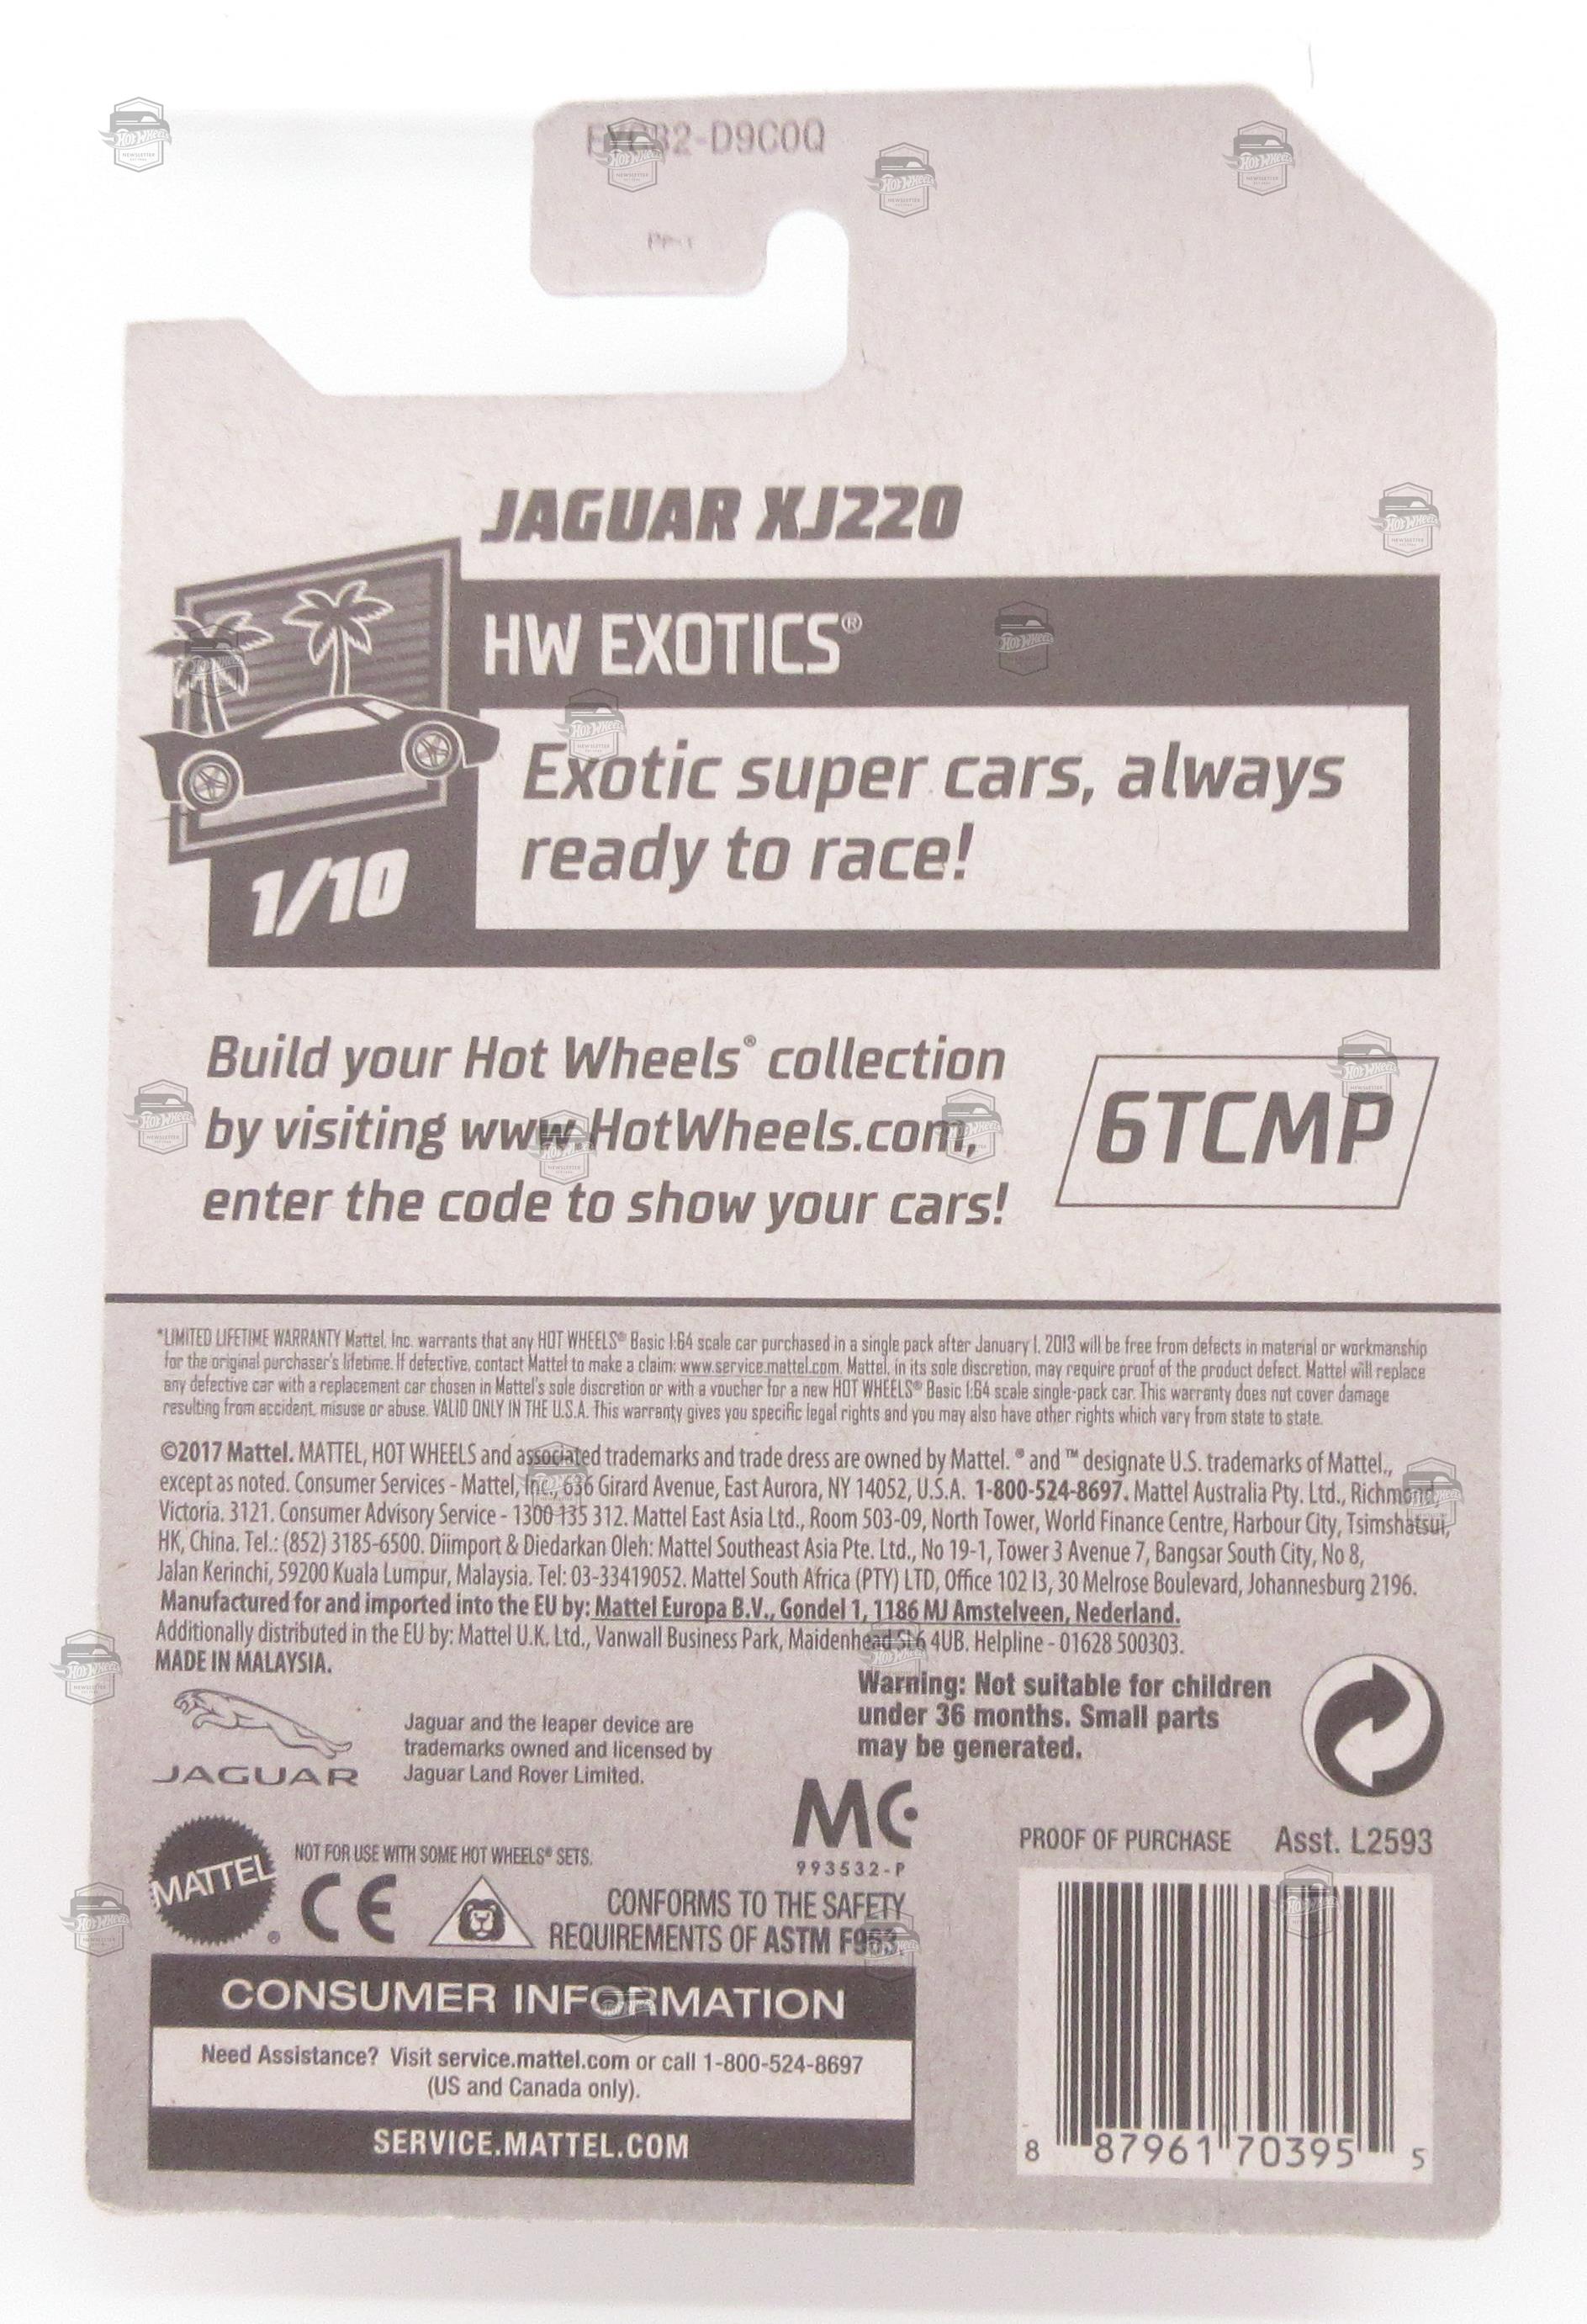 -D9C0Q
JAGUAR XJ220
HW EXOTICS®
Exotic super cars, always
ready to race!
1/10
Build your Hot Wheels® collection
by visiting www.HotWheels.com,
enter the code to show your cars!
6TCMP
*LIMITED LIFETIME WARRANTY Mattel, Inc. warrants that any HOT WHEELS® Basic 1:64 scale car purchased in a single pack after January 1, 2013 will be free from defects in material or workmanship
for the original purchaser's lifetime. If defective, contact Mattel to make a claim: www.service.mattel.com. Mattel, in its sole discretion, may require proof of the product defect. Mattel will replace
any defective car with a replacement car chosen in Mattel's sole discretion or with a voucher for a new HOT WHEELS® Basic 1:64 scale single-pack car. This warranty does not cover damage
resulting from accident, misuse or abuse. VALID ONLY IN THE U.S.A. This warranty gives you specific legal rights and you may also have other rights which vary from state to state.
©2017 Mattel. MATTEL, HOT WHEELS and associated trademarks and trade dress are owned by Mattel. ® and ™ designate U.S. trademarks of Mattel.,
except as noted. Consumer Services - Mattel, Inc., 636 Girard Avenue, East Aurora, NY 14052, U.S.A. 1-800-524-8697. Mattel Australia Pty. Ltd., Richmond,
Victoria. 3121. Consumer Advisory Service - 1300 135 312. Mattel East Asia Ltd., Room 503-09, North Tower, World Finance Centre, Harbour City, Tsimshatsui,
HK, China. Tel.: (852) 3185-6500. Diimport & Diedarkan Oleh: Mattel Southeast Asia Pte. Ltd., No 19-1, Tower 3 Avenue 7, Bangsar South City, No 8,
Jalan Kerinchi, 59200 Kuala Lumpur, Malaysia. Tel: 03-33419052. Mattel South Africa (PTY) LTD, Office 102 I3, 30 Melrose Boulevard, Johannesburg 2196.
Manufactured for and imported into the EU by: Mattel Europa B.V., Gondel 1, 1186 MJ Amstelveen, Nederland.
Additionally distributed in the EU by: Mattel U.K. Ltd., Vanwall Business Park, Maidenhead SL6 4UB. Helpline - 01628 500303.
MADE IN MALAYSIA.
Warning: Not suitable for children
under 36 months. Small parts
may be generated.
JAGUAR
Jaguar and the leaper device are
trademarks owned and licensed by
Jaguar Land Rover Limited.
MC
993532-P
MATTEL®
NOT FOR USE WITH SOME HOT WHEELS® SETS.
CE
CONFORMS TO THE SAFETY
REQUIREMENTS OF ASTM F963.
PROOF OF PURCHASE Asst. L2593
CONSUMER INFORMATION
Need Assistance? Visit service.mattel.com or call 1-800-524-8697
(US and Canada only).
SERVICE.MATTEL.COM
8 87961 70395 5